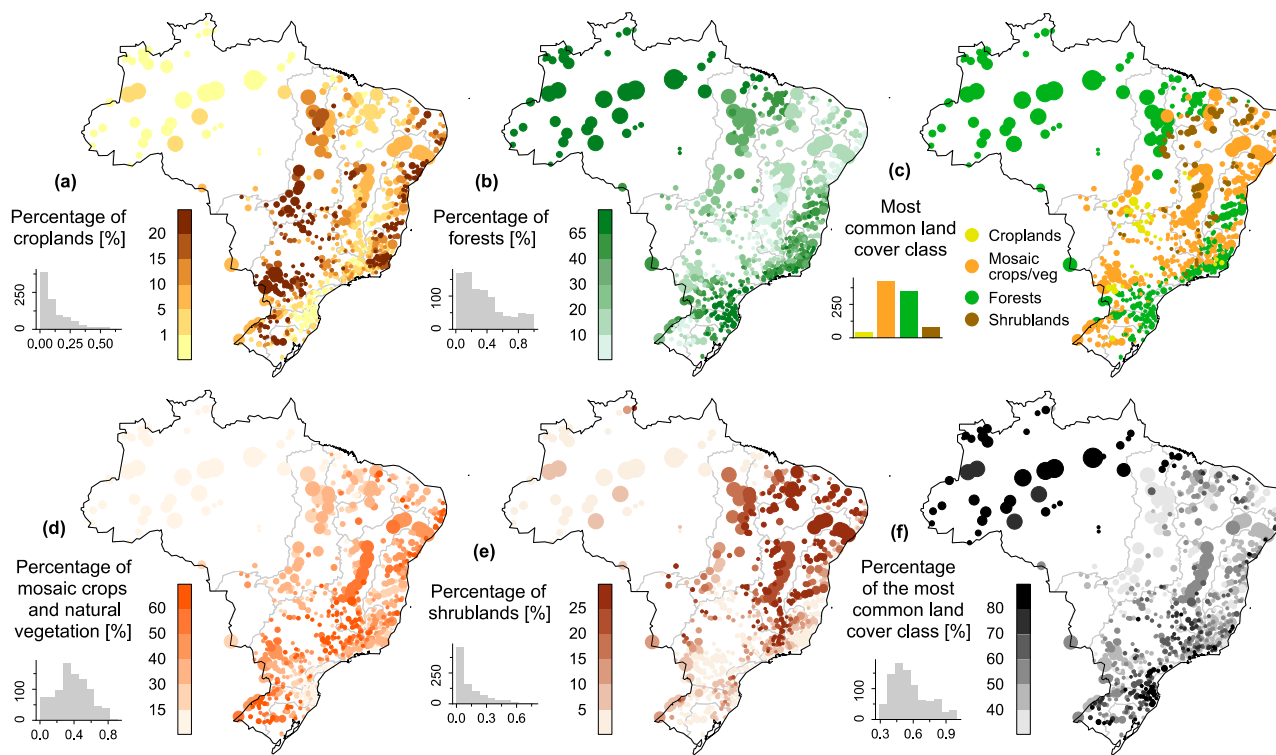 (a)
Percentage of
croplands [%]
20
15
10
5
1
250
0
0.00 0.25 0.50
(b)
Percentage of
forests [%]
65
40
30
20
10
100
0
0.0 0.4 0.8
(c)
Most
common land
cover class
250
0
Croplands
Mosaic
crops/veg
Forests
Shrublands
(d)
Percentage of
mosaic crops
and natural
vegetation [%]
60
50
40
30
15
100
0
0.0 0.4 0.8
(e)
Percentage of
shrublands [%]
25
20
15
10
5
250
0
0.0 0.3 0.6
(f)
Percentage
of the most
common land
cover class [%]
80
70
60
50
40
100
0
0.3 0.6 0.9